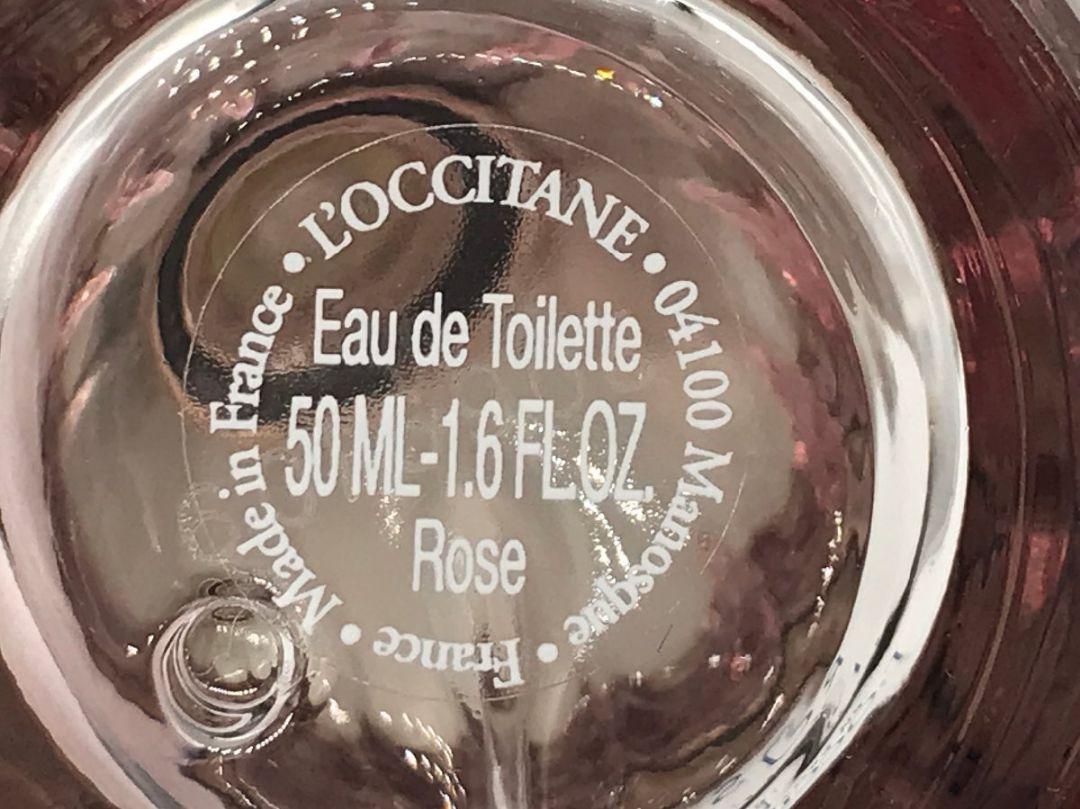 L'OCCITANE • 04100 Manosque • France • Made in France •
Eau de Toilette
50 ML - 1.6 FL.OZ.
Rose